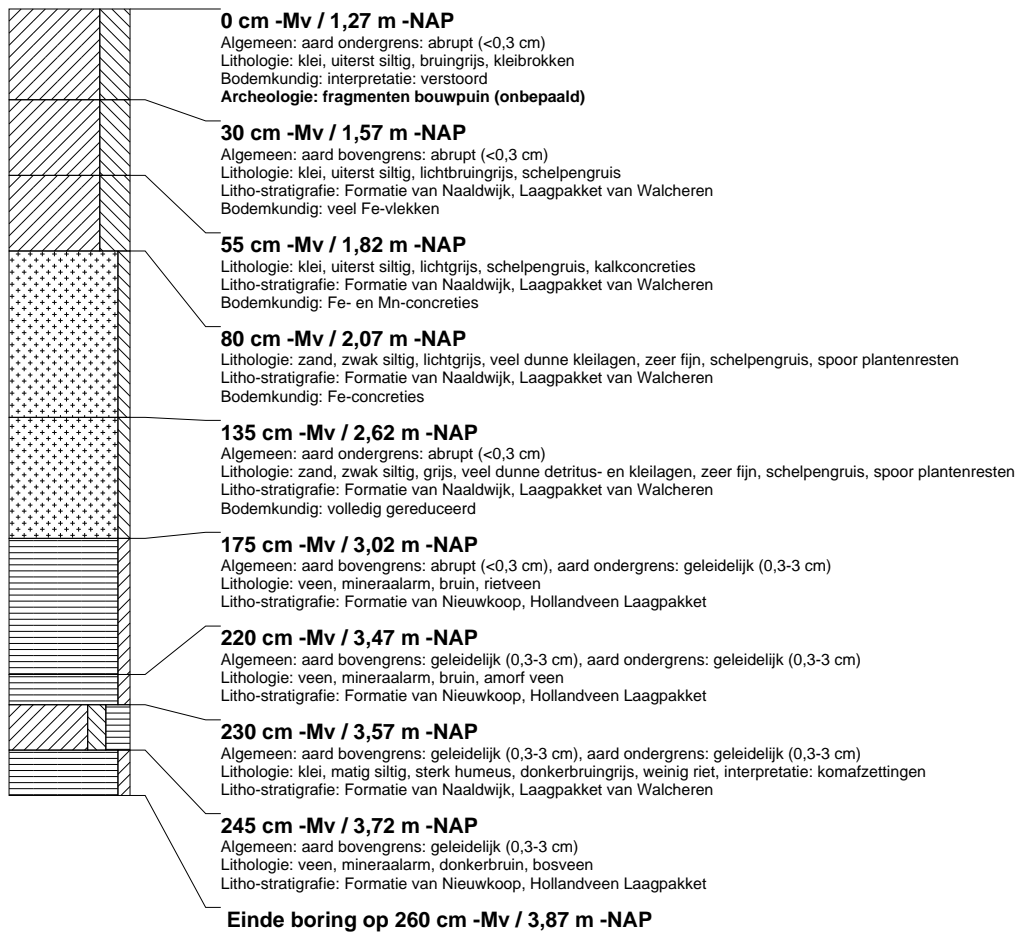 0 cm -Mv / 1,27 m -NAP
Algemeen: aard ondergrens: abrupt (<0,3 cm)
Lithologie: klei, uiterst siltig, bruingrijs, kleibrokken
Bodemkundig: interpretatie: verstoord
Archeologie: fragmenten bouwpuin (onbepaald)
30 cm -Mv / 1,57 m -NAP
Algemeen: aard bovengrens: abrupt (<0,3 cm)
Lithologie: klei, uiterst siltig, lichtbruingrijs, schelpengruis
Litho-stratigrafie: Formatie van Naaldwijk, Laagpakket van Walcheren
Bodemkundig: veel Fe-vlekken
55 cm -Mv / 1,82 m -NAP
Lithologie: klei, uiterst siltig, lichtgrijs, schelpengruis, kalkconcreties
Litho-stratigrafie: Formatie van Naaldwijk, Laagpakket van Walcheren
Bodemkundig: Fe- en Mn-concreties
80 cm -Mv / 2,07 m -NAP
Lithologie: zand, zwak siltig, lichtgrijs, veel dunne kleilagen, zeer fijn, schelpengruis, spoor plantenresten
Litho-stratigrafie: Formatie van Naaldwijk, Laagpakket van Walcheren
Bodemkundig: Fe-concreties
135 cm -Mv / 2,62 m -NAP
Algemeen: aard ondergrens: abrupt (<0,3 cm)
Lithologie: zand, zwak siltig, grijs, veel dunne detritus- en kleilagen, zeer fijn, schelpengruis, spoor plantenresten
Litho-stratigrafie: Formatie van Naaldwijk, Laagpakket van Walcheren
Bodemkundig: volledig gereduceerd
175 cm -Mv / 3,02 m -NAP
Algemeen: aard bovengrens: abrupt (<0,3 cm), aard ondergrens: geleidelijk (0,3-3 cm)
Lithologie: veen, mineraalarm, bruin, rietveen
Litho-stratigrafie: Formatie van Nieuwkoop, Hollandveen Laagpakket
220 cm -Mv / 3,47 m -NAP
Algemeen: aard bovengrens: geleidelijk (0,3-3 cm), aard ondergrens: geleidelijk (0,3-3 cm)
Lithologie: veen, mineraalarm, bruin, amorf veen
Litho-stratigrafie: Formatie van Nieuwkoop, Hollandveen Laagpakket
230 cm -Mv / 3,57 m -NAP
Algemeen: aard bovengrens: geleidelijk (0,3-3 cm), aard ondergrens: geleidelijk (0,3-3 cm)
Lithologie: klei, matig siltig, sterk humeus, donkerbruingrijs, weinig riet, interpretatie: komafzettingen
Litho-stratigrafie: Formatie van Naaldwijk, Laagpakket van Walcheren
245 cm -Mv / 3,72 m -NAP
Algemeen: aard bovengrens: geleidelijk (0,3-3 cm)
Lithologie: veen, mineraalarm, donkerbruin, bosveen
Litho-stratigrafie: Formatie van Nieuwkoop, Hollandveen Laagpakket
Einde boring op 260 cm -Mv / 3,87 m -NAP